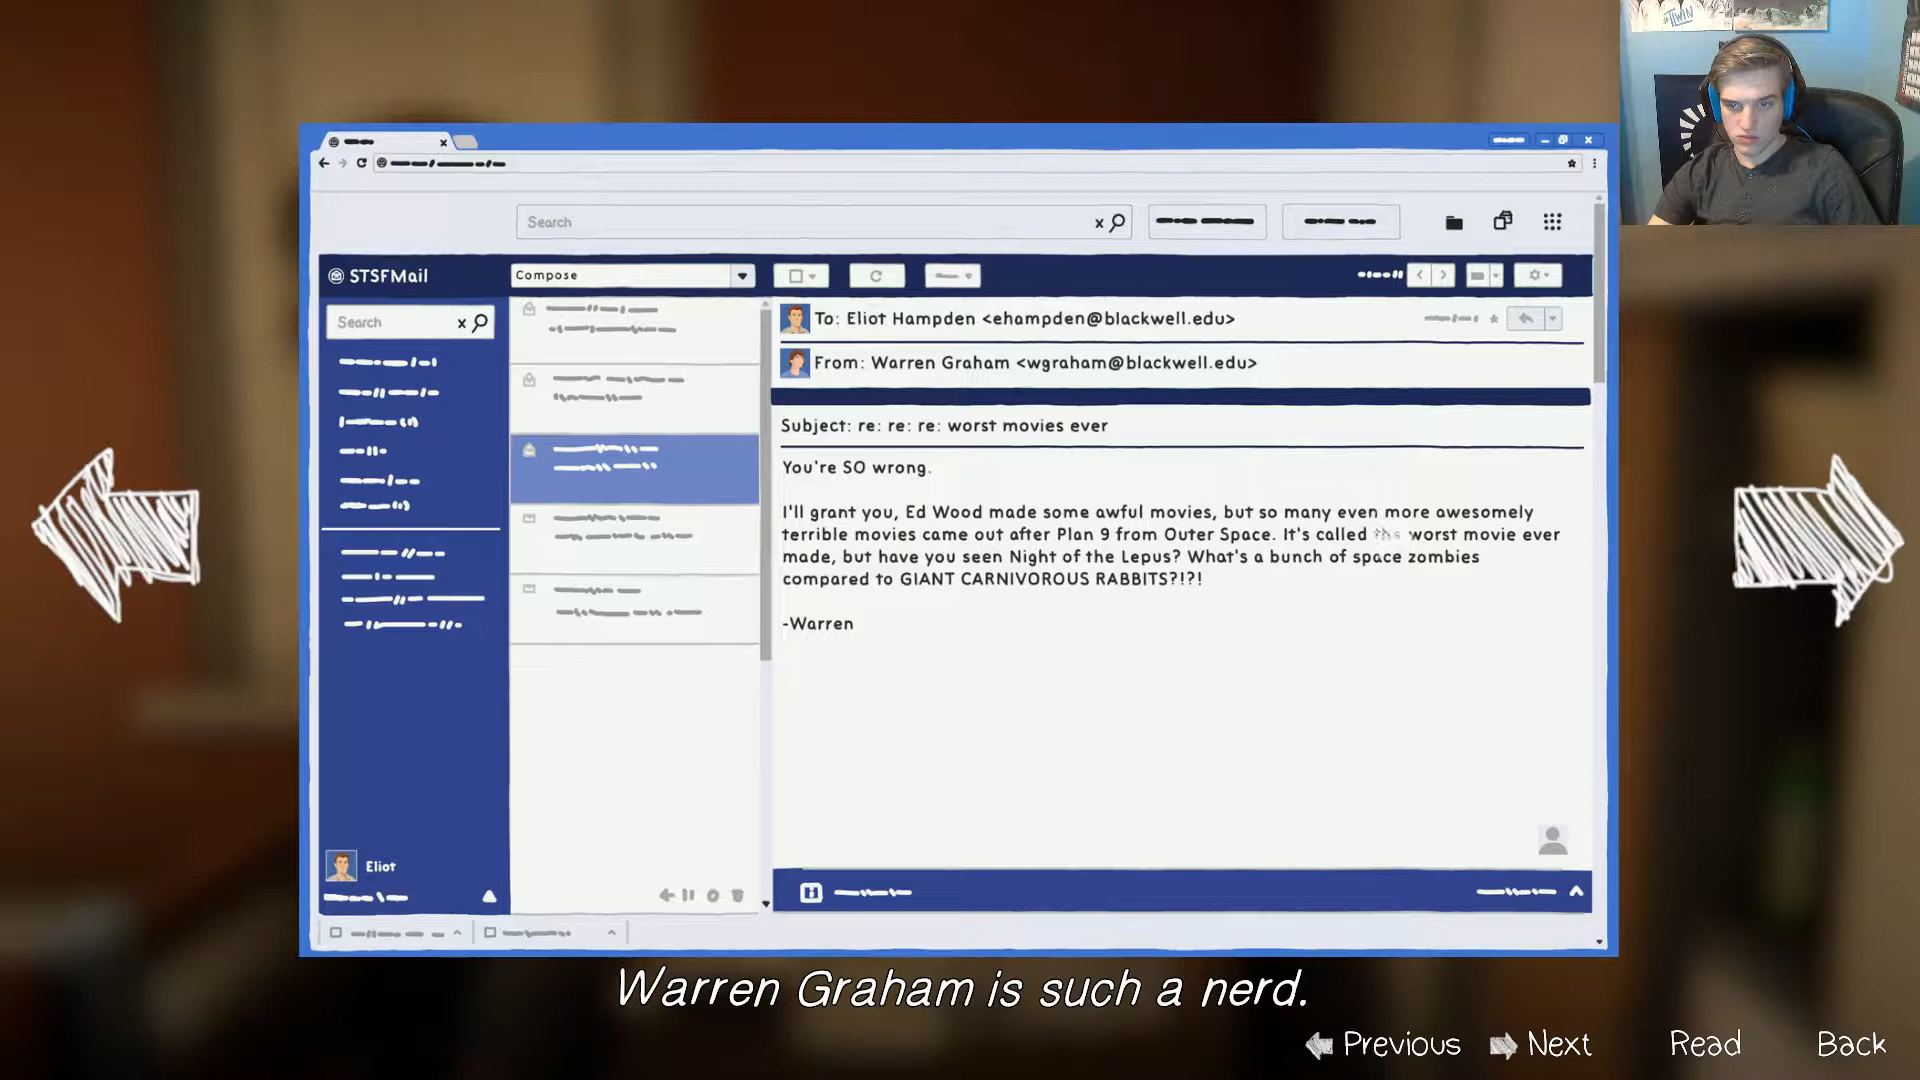 #TLWIN
Search x
STSFMail
Compose
Search x
To: Eliot Hampden <ehampden@blackwell.edu>
From: Warren Graham <wgraham@blackwell.edu>
Subject: re: re: re: worst movies ever
You're SO wrong.
I'll grant you, Ed Wood made some awful movies, but so many even more awesomely
terrible movies came out after Plan 9 from Outer Space. It's called the worst movie ever
made, but have you seen Night of the Lepus? What's a bunch of space zombies
compared to GIANT CARNIVOROUS RABBITS?!?!
-Warren
Eliot
Warren Graham is such a nerd.
Previous Next Read Back